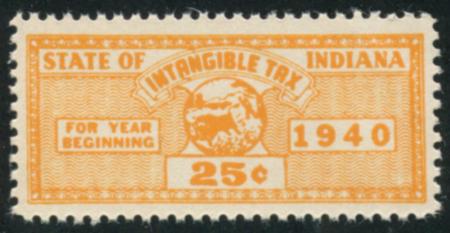 STATE OF INDIANA
INTANGIBLE TAX
FOR YEAR
BEGINNING
1940
25¢